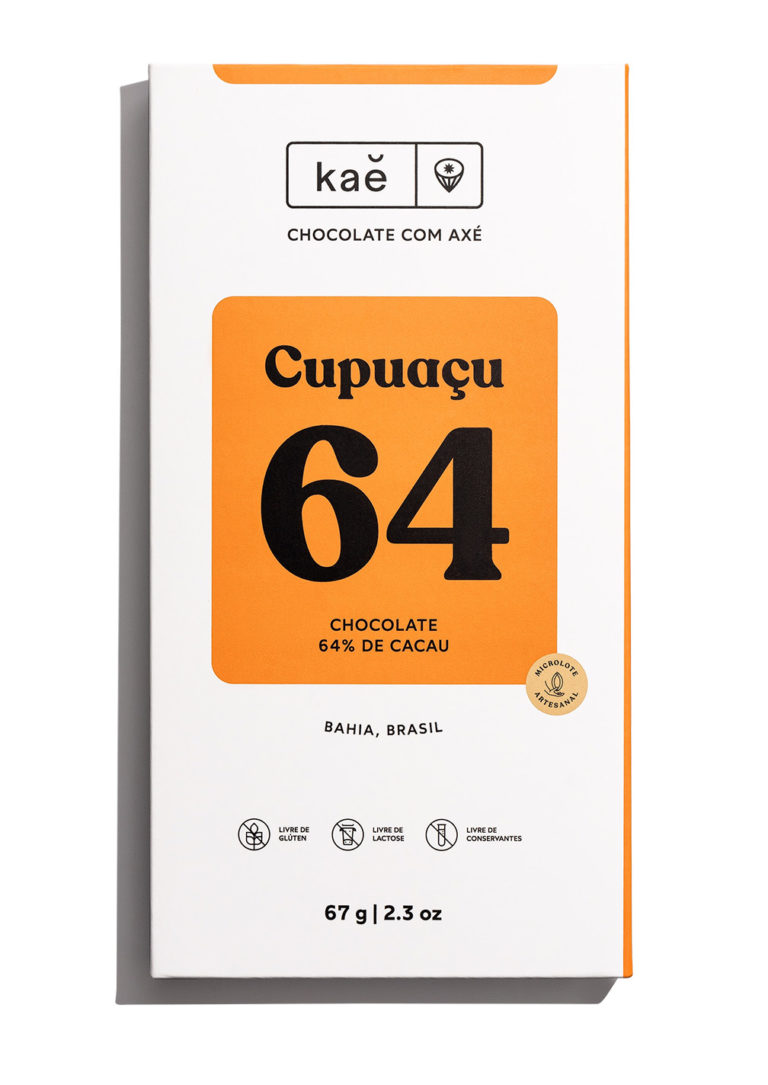 kaĕ
CHOCOLATE COM AXÉ
Cupuaçu
64
CHOCOLATE
64% DE CACAU
MICROLOTE
ARTESANAL
BAHIA, BRASIL
LIVRE DE
GLÚTEN
LIVRE DE
LACTOSE
LIVRE DE
CONSERVANTES
67 g | 2.3 oz